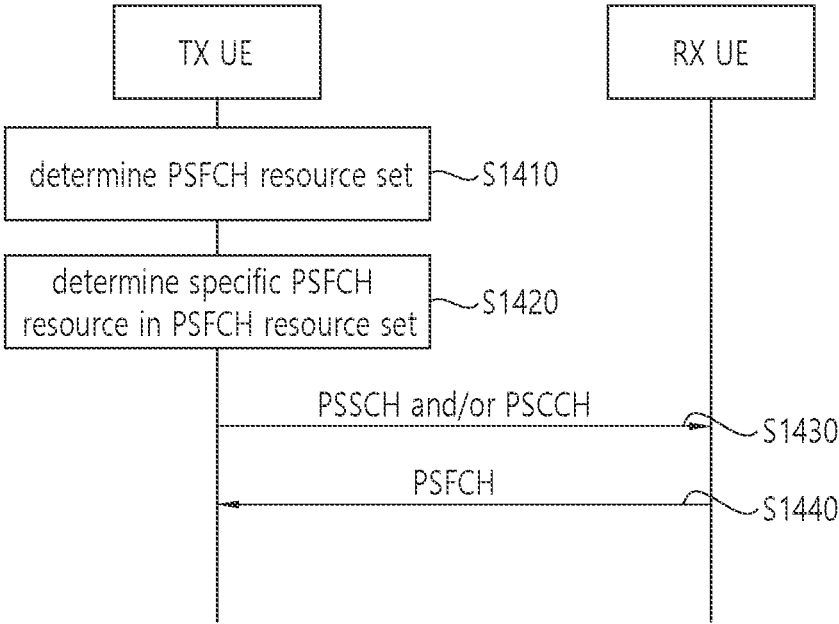 TX UE
RX UE
determine PSFCH resource set
S1410
determine specific PSFCH
resource in PSFCH resource set
S1420
PSSCH and/or PSCCH
S1430
PSFCH
S1440